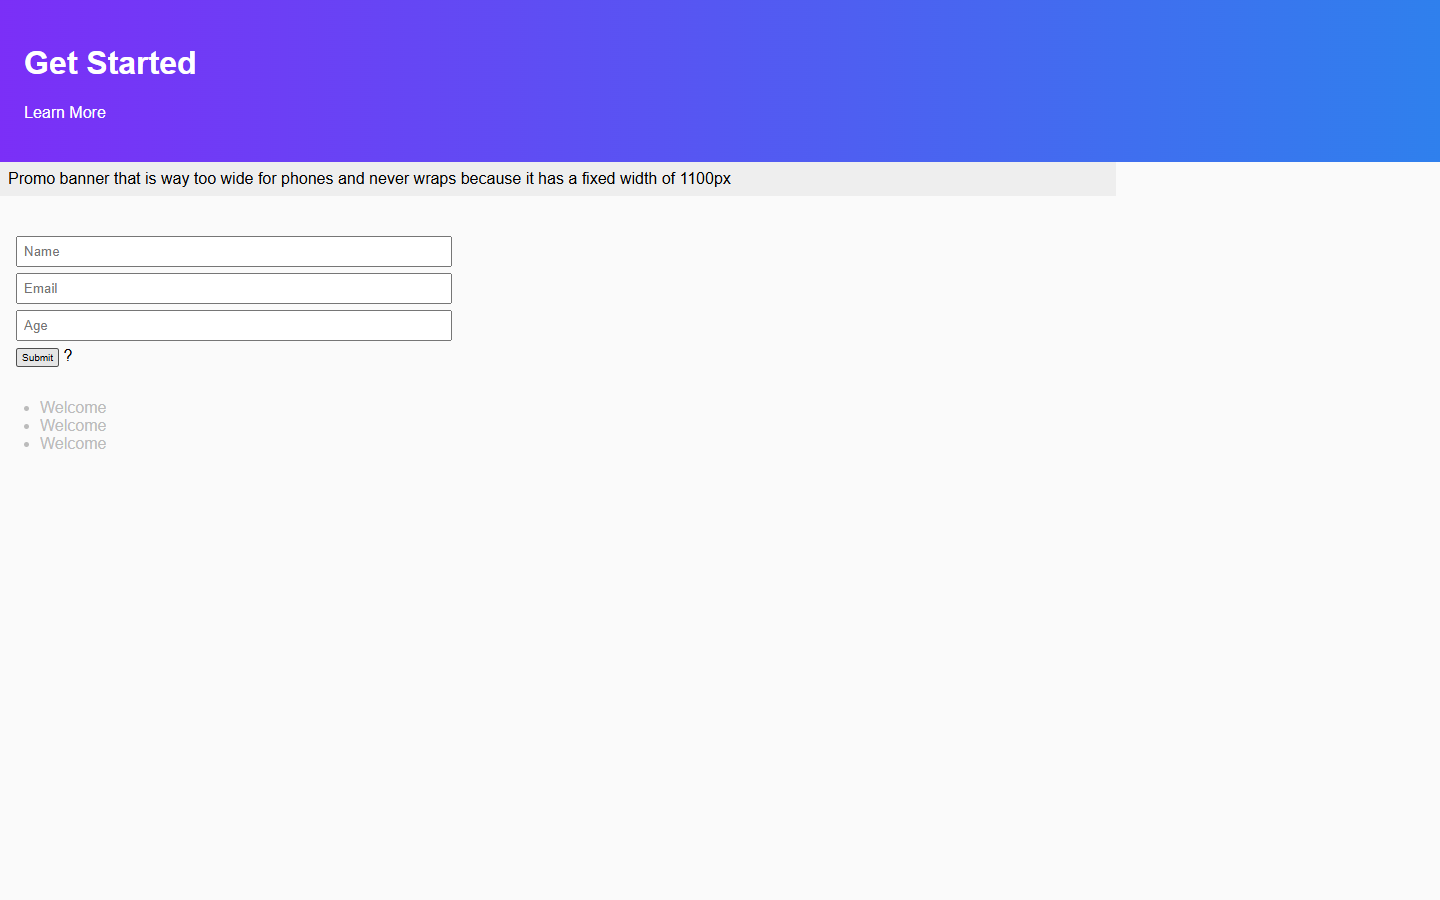 Get Started
Learn More
Promo banner that is way too wide for phones and never wraps because it has a fixed width of 1100px
Name
Email
Age
Submit ?
Welcome
Welcome
Welcome